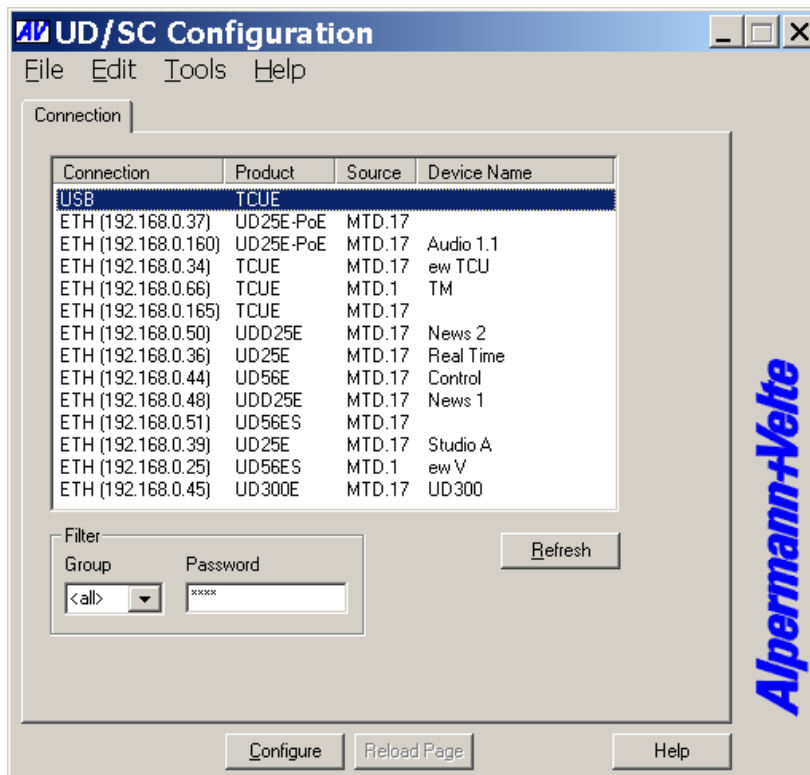 AV UD/SC Configuration
File Edit Tools Help
Connection
Connection Product Source Device Name
USB TCUE
ETH (192.168.0.37) UD25E-PoE MTD.17
ETH (192.168.0.160) UD25E-PoE MTD.17 Audio 1.1
ETH (192.168.0.34) TCUE MTD.17 ew TCU
ETH (192.168.0.66) TCUE MTD.1 TM
ETH (192.168.0.165) TCUE MTD.17
ETH (192.168.0.50) UDD25E MTD.17 News 2
ETH (192.168.0.36) UD25E MTD.17 Real Time
ETH (192.168.0.44) UD56E MTD.17 Control
ETH (192.168.0.48) UDD25E MTD.17 News 1
ETH (192.168.0.51) UD56ES MTD.17
ETH (192.168.0.39) UD25E MTD.17 Studio A
ETH (192.168.0.25) UD56ES MTD.1 ew V
ETH (192.168.0.45) UD300E MTD.17 UD300
Filter
Group Password
<all> ****
Refresh
Alpermann+Velte
Configure Reload Page Help